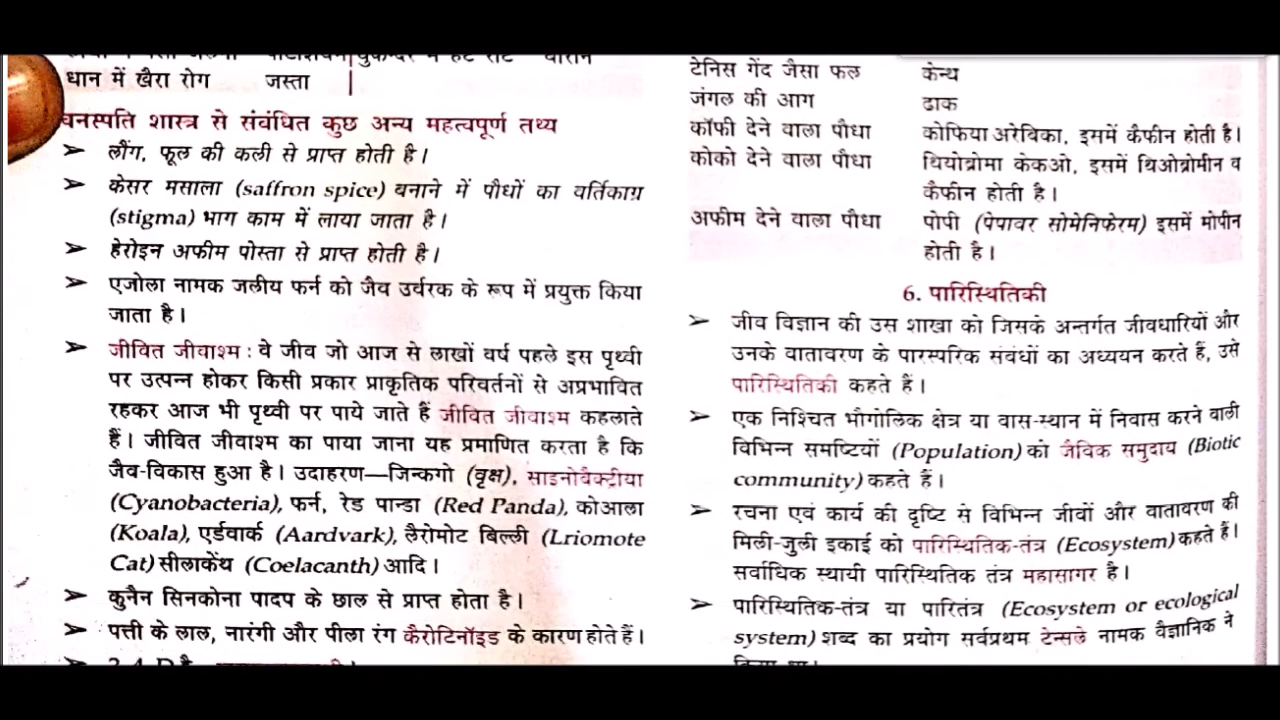 धान में खैरा रोग जस्ता
वनस्पति शास्त्र से संबंधित कुछ अन्य महत्वपूर्ण तथ्य
➢ लौंग, फूल की कली से प्राप्त होती है।
➢ केसर मसाला (saffron spice) बनाने में पौधों का वर्तिकाग्र
(stigma) भाग काम में लाया जाता है।
➢ हेरोइन अफीम पोस्ता से प्राप्त होती है।
➢ एजोला नामक जलीय फर्न को जैव उर्वरक के रूप में प्रयुक्त किया
जाता है।
➢ जीवित जीवाश्म : वे जीव जो आज से लाखों वर्ष पहले इस पृथ्वी
पर उत्पन्न होकर किसी प्रकार प्राकृतिक परिवर्तनों से अप्रभावित
रहकर आज भी पृथ्वी पर पाये जाते हैं जीवित जीवाश्म कहलाते
हैं। जीवित जीवाश्म का पाया जाना यह प्रमाणित करता है कि
जैव-विकास हुआ है। उदाहरण—जिन्कगो (वृक्ष), साइनोबैक्ट्रीया
(Cyanobacteria), फर्न, रेड पान्डा (Red Panda), कोआला
(Koala), एर्डवार्क (Aardvark), लैरोमोट बिल्ली (Lriomote
Cat) सीलाकेंथ (Coelacanth) आदि।
➢ कुनैन सिनकोना पादप के छाल से प्राप्त होता है।
➢ पत्ती के लाल, नारंगी और पीला रंग कैरोटिनॉइड के कारण होते हैं।
टेनिस गेंद जैसा फल केन्थ
जंगल की आग ढाक
कॉफी देने वाला पौधा कोफिया अरेबिका, इसमें कैफीन होती है।
कोको देने वाला पौधा थियोब्रोमा केकओ, इसमें थिओब्रोमीन व
कैफीन होती है।
अफीम देने वाला पौधा पोपी (पेपावर सोमेनिफेरम) इसमें मोपीन
होती है।
6. पारिस्थितिकी
➢ जीव विज्ञान की उस शाखा को जिसके अन्तर्गत जीवधारियों और
उनके वातावरण के पारस्परिक संबंधों का अध्ययन करते हैं, उसे
पारिस्थितिकी कहते हैं।
➢ एक निश्चित भौगोलिक क्षेत्र या वास-स्थान में निवास करने वाली
विभिन्न समष्टियों (Population) को जैविक समुदाय (Biotic
community) कहते हैं।
➢ रचना एवं कार्य की दृष्टि से विभिन्न जीवों और वातावरण की
मिली-जुली इकाई को पारिस्थितिक-तंत्र (Ecosystem) कहते हैं।
सर्वाधिक स्थायी पारिस्थितिक तंत्र महासागर है।
➢ पारिस्थितिक-तंत्र या पारितंत्र (Ecosystem or ecological
system) शब्द का प्रयोग सर्वप्रथम टेन्सले नामक वैज्ञानिक ने